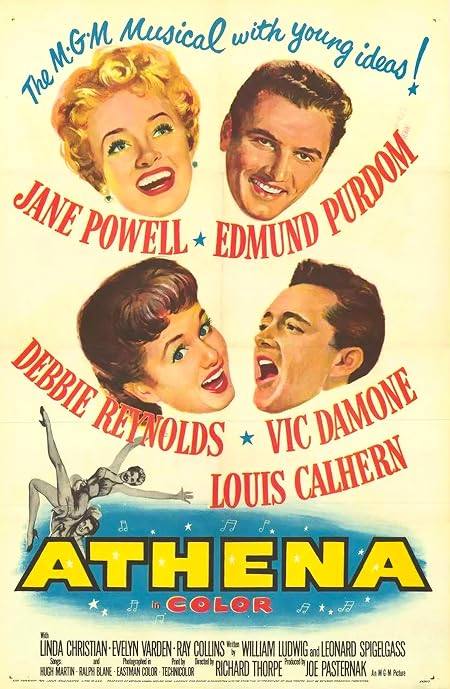 The M-G-M Musical with young ideas!
JANE POWELL ★ EDMUND PURDOM
DEBBIE REYNOLDS ★ VIC DAMONE
LOUIS CALHERN
ATHENA
in COLOR
With
LINDA CHRISTIAN · EVELYN VARDEN · RAY COLLINS Written by WILLIAM LUDWIG and LEONARD SPIGELGASS
Songs HUGH MARTIN and RALPH BLANE · Photographed in EASTMAN COLOR · Print by TECHNICOLOR Directed by RICHARD THORPE Produced by JOE PASTERNAK An M-G-M Picture